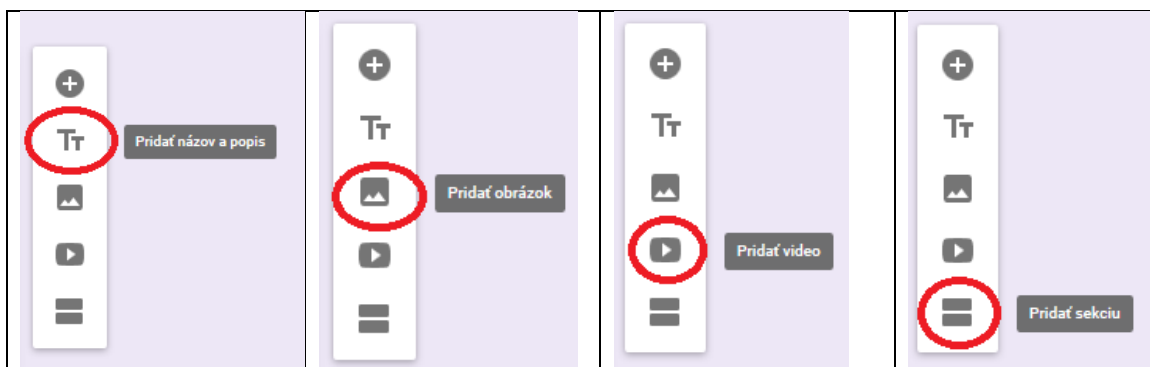 Tт
Pridať názov a popis
Tт
Pridať obrázok
Tт
Pridať video
Tт
Pridať sekciu